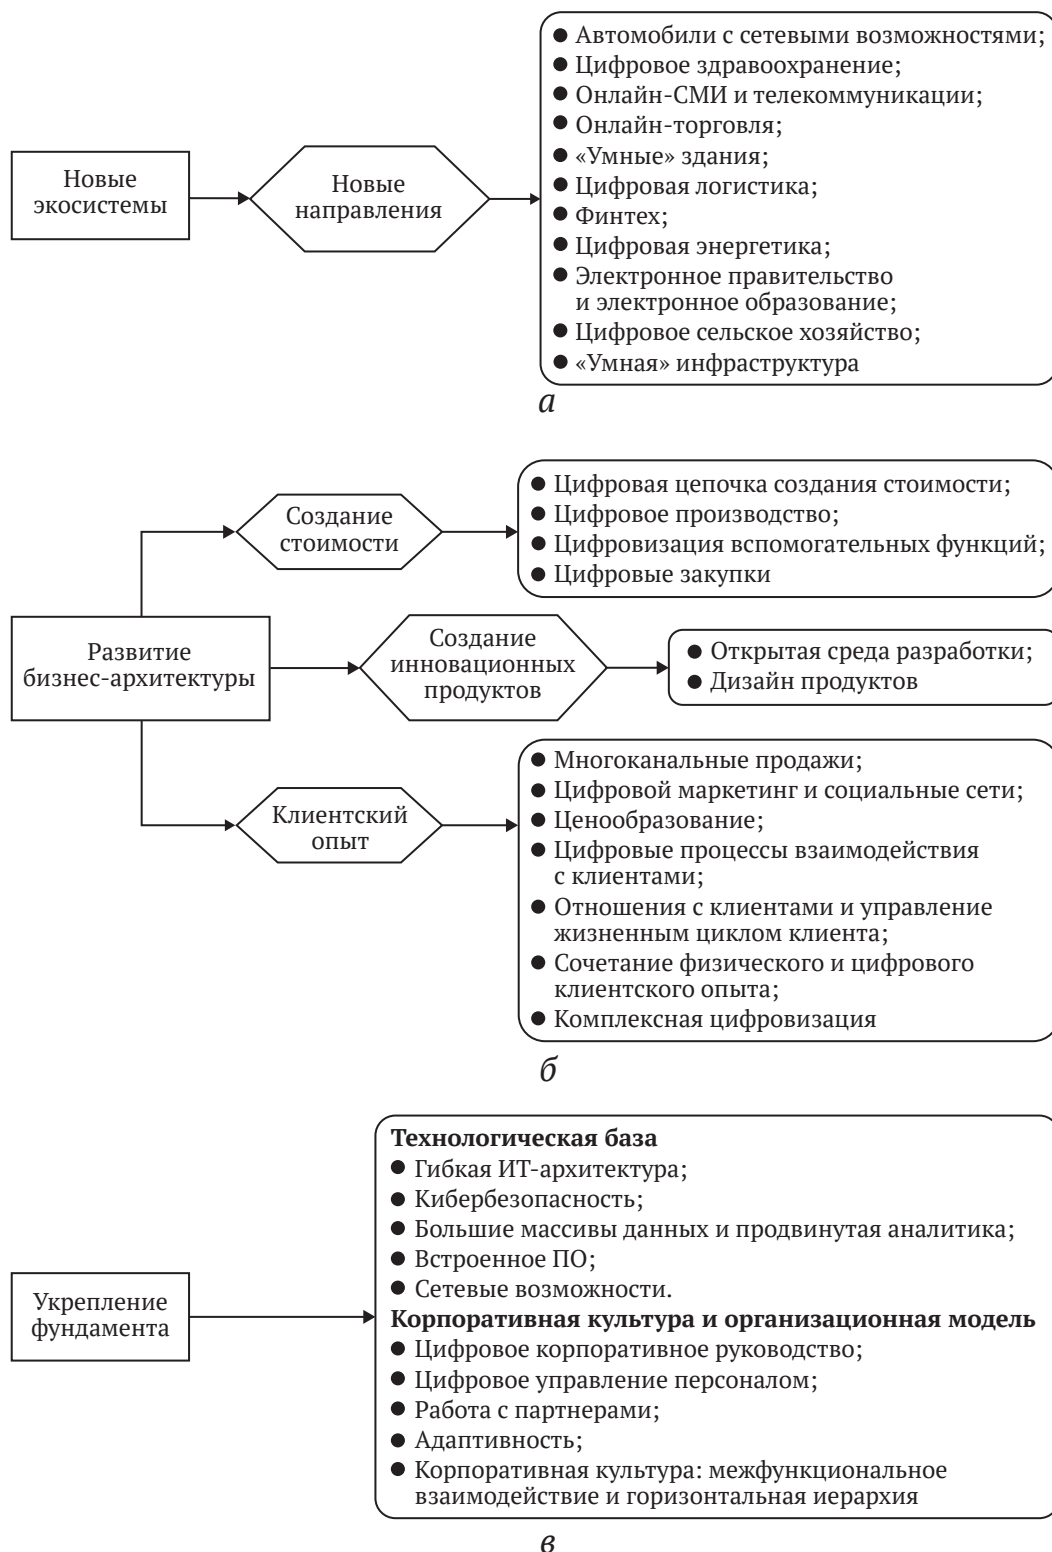 Новые
экосистемы
Новые
направления
● Автомобили с сетевыми возможностями;
● Цифровое здравоохранение;
● Онлайн-СМИ и телекоммуникации;
● Онлайн-торговля;
● «Умные» здания;
● Цифровая логистика;
● Финтех;
● Цифровая энергетика;
● Электронное правительство
и электронное образование;
● Цифровое сельское хозяйство;
● «Умная» инфраструктура
а
Развитие
бизнес-архитектуры
Создание
стоимости
● Цифровая цепочка создания стоимости;
● Цифровое производство;
● Цифровизация вспомогательных функций;
● Цифровые закупки
Создание
инновационных
продуктов
● Открытая среда разработки;
● Дизайн продуктов
Клиентский
опыт
● Многоканальные продажи;
● Цифровой маркетинг и социальные сети;
● Ценообразование;
● Цифровые процессы взаимодействия
с клиентами;
● Отношения с клиентами и управление
жизненным циклом клиента;
● Сочетание физического и цифрового
клиентского опыта;
● Комплексная цифровизация
б
Укрепление
фундамента
Технологическая база
● Гибкая ИТ-архитектура;
● Кибербезопасность;
● Большие массивы данных и продвинутая аналитика;
● Встроенное ПО;
● Сетевые возможности.
Корпоративная культура и организационная модель
● Цифровое корпоративное руководство;
● Цифровое управление персоналом;
● Работа с партнерами;
● Адаптивность;
● Корпоративная культура: межфункциональное
взаимодействие и горизонтальная иерархия
в